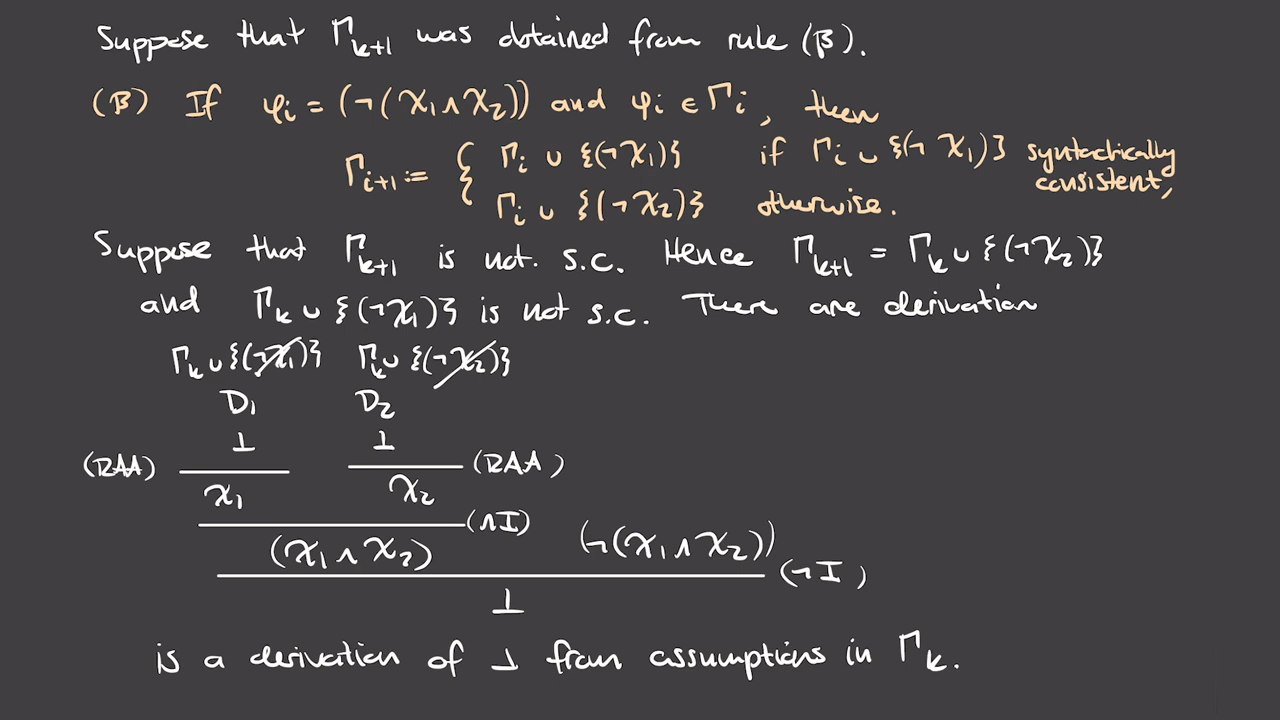 Suppose that Γₖ₊₁ was obtained from rule (β).
(β) If φᵢ = (¬(χ₁∧χ₂)) and φᵢ ∈ Γᵢ, then
Γᵢ₊₁ := { Γᵢ ∪ {(¬χ₁)} if Γᵢ ∪ {(¬χ₁)} syntactically consistent,
Γᵢ ∪ {(¬χ₂)} otherwise.
Suppose that Γₖ₊₁ is not. s.c. Hence Γₖ₊₁ = Γₖ ∪ {(¬χ₂)}
and Γₖ ∪ {(¬χ₁)} is not s.c. There are derivation
Γₖ ∪ {(¬χ₁)} Γₖ ∪ {(¬χ₂)}
D₁ D₂
⊥ ⊥
(RAA) (RAA)
χ₁ χ₂
(∧I)
(χ₁∧χ₂) (¬(χ₁∧χ₂))
(¬I)
⊥
is a derivation of ⊥ from assumptions in Γₖ.